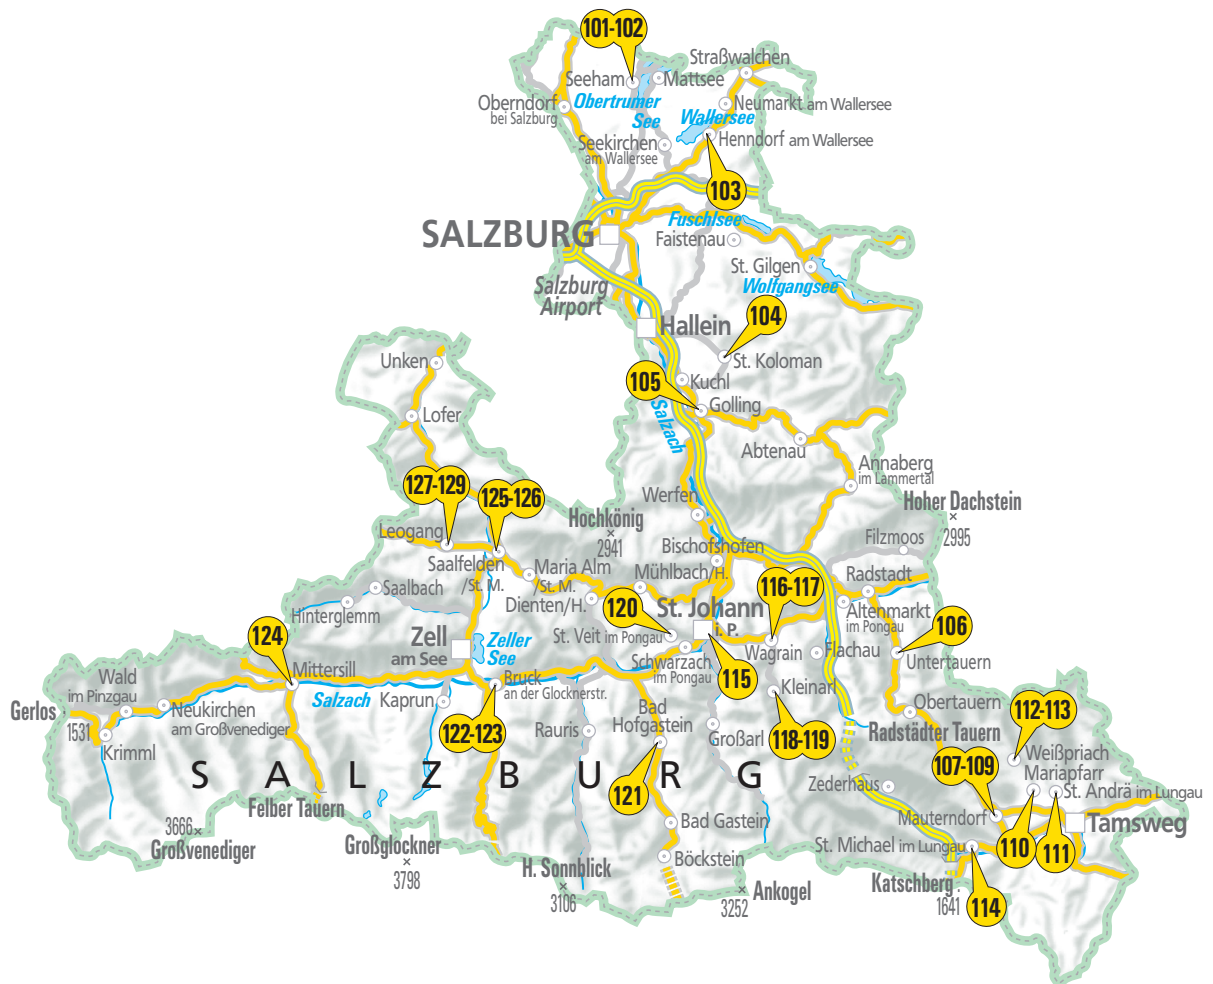 101-102
Straßwalchen
Seeham
Mattsee
Oberndorf
bei Salzburg
Obertrumer
See
Neumarkt am Wallersee
Wallersee
Henndorf am Wallersee
Seekirchen
am Wallersee
103
SALZBURG
Fuschlsee
Faistenau
St. Gilgen
Wolfgangsee
Salzburg
Airport
Hallein
104
St. Koloman
Unken
Kuchl
105
Golling
Lofer
Salzach
Abtenau
Annaberg
im Lammertal
127-129
125-126
Werfen
Hoher Dachstein
2995
Hochkönig
2941
Leogang
Filzmoos
Saalfelden
/St. M.
Bischofshofen
Maria Alm
/St. M.
Mühlbach/H.
116-117
Radstadt
Saalbach
Hinterglemm
Dienten/H.
120
St. Johann
i. P.
Altenmarkt
im Pongau
106
124
Zell
am See
Zeller
See
St. Veit im Pongau
Schwarzach
im Pongau
Wagrain
Flachau
Untertauern
115
Mittersill
Wald
im Pinzgau
Bruck
an der Glocknerstr.
Kleinarl
Salzach
Kaprun
Gerlos
1531
Neukirchen
am Großvenediger
Krimml
122-123
Rauris
Bad
Hofgastein
Großarl
118-119
Obertauern
Radstädter Tauern
112-113
Weißpriach
Mariapfarr
107-109
SALZBURG
121
Zederhaus
St. Andrä im Lungau
Felber Tauern
Mauterndorf
Tamsweg
3666
Großvenediger
Großglockner
3798
Bad Gastein
Böckstein
St. Michael im Lungau
110
111
H. Sonnblick
3106
Ankogel
3252
Katschberg
1641
114